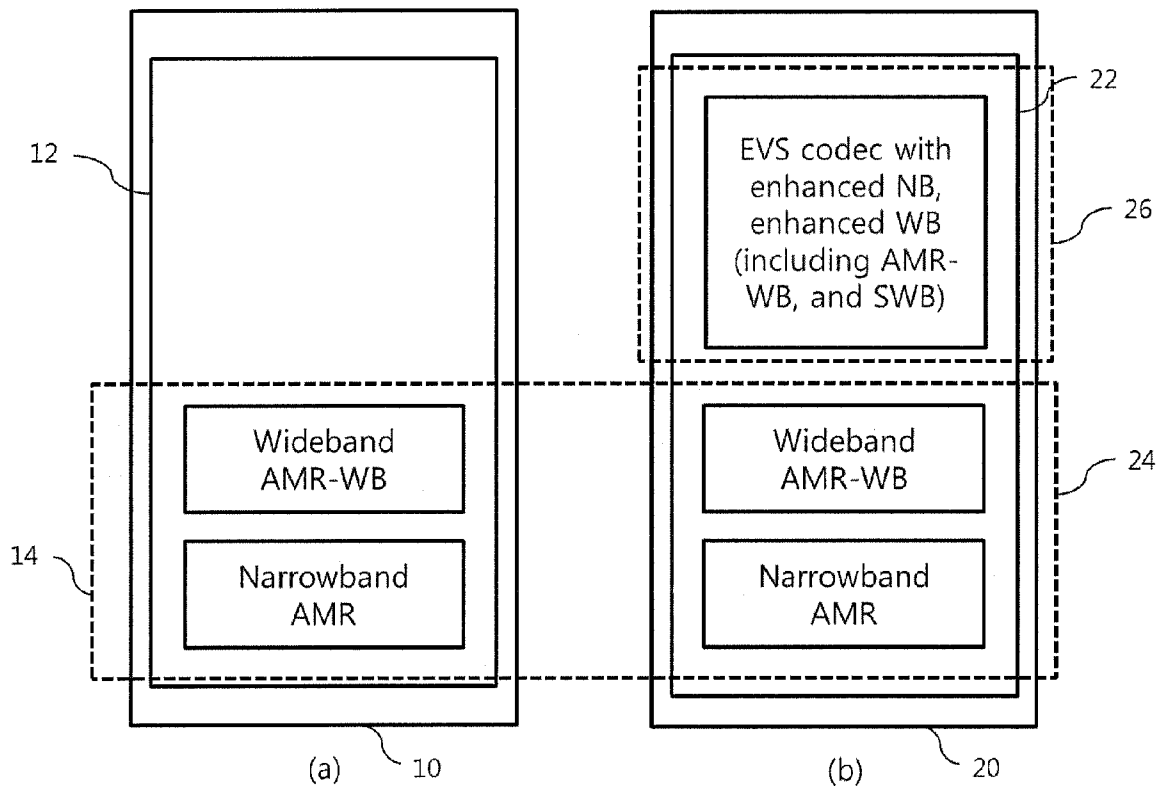 12
14
Wideband
AMR-WB
Narrowband
AMR
(a)
10
EVS codec with
enhanced NB,
enhanced WB
(including AMR-
WB, and SWB)
22
26
Wideband
AMR-WB
24
Narrowband
AMR
(b)
20